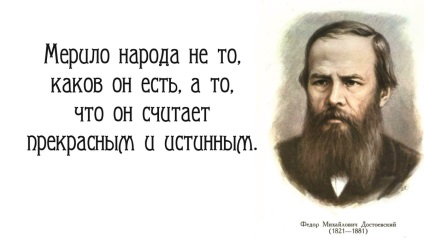 Мерило народа не то,
каков он есть, а то,
что он считает
прекрасным и истинным.
Федор Михайлович Достоевский
(1821—1881)